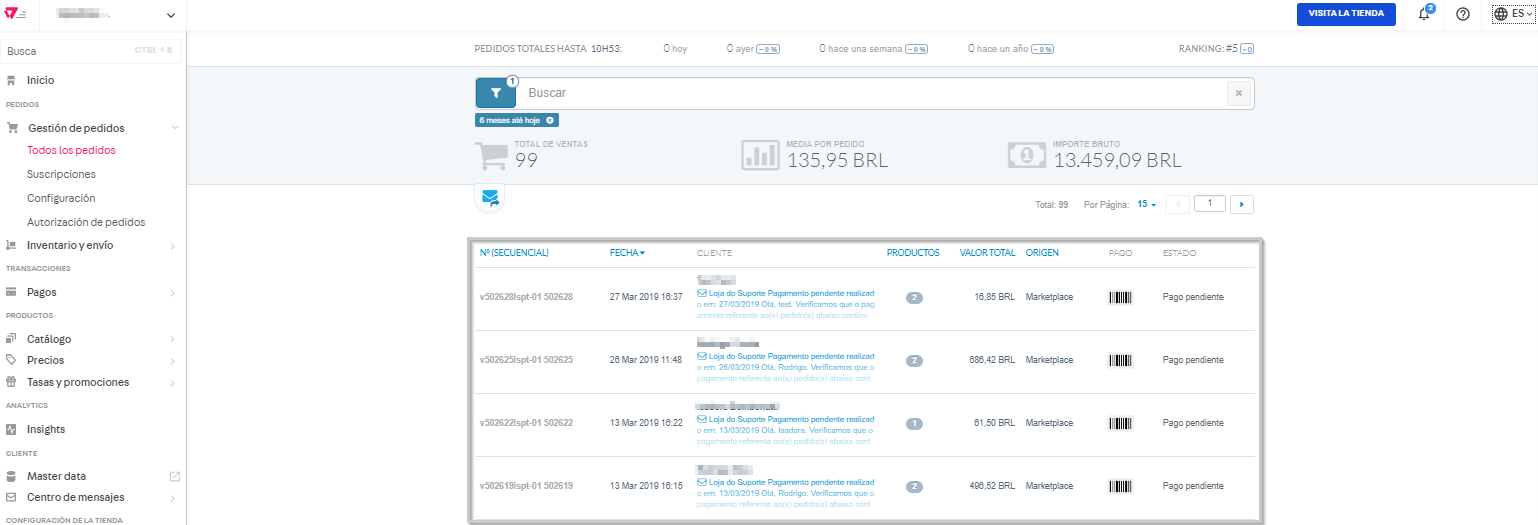 VISITA LA TIENDA
2
ES
Busca
CTRL + K
PEDIDOS TOTALES HASTA 10H53:
0 hoy
0 ayer – 0 %
0 hace una semana – 0 %
0 hace un año – 0 %
RANKING: #5 – 0
Inicio
PEDIDOS
Gestión de pedidos
Todos los pedidos
Suscripciones
Configuración
Autorización de pedidos
Inventario y envío
TRANSACCIONES
Pagos
PRODUCTOS
Catálogo
Precios
Tasas y promociones
ANALYTICS
Insights
CLIENTE
Master data
Centro de mensajes
CONFIGURACIÓN DE LA TIENDA
1
Buscar
6 meses até hoje
TOTAL DE VENTAS
99
MEDIA POR PEDIDO
135,95 BRL
IMPORTE BRUTO
13.459,09 BRL
Total: 99
Por Página: 15
1
Nº (SECUENCIAL) FECHA CLIENTE PRODUCTOS VALOR TOTAL ORIGEN PAGO ESTADO
v502628lspt-01 502628
27 Mar 2019 16:37
Loja do Suporte Pagamento pendente realizad
o em: 27/03/2019 Olá, test. Verificamos que o pag
amento referente ao(s) pedido(s) abaixo continu
2
16,85 BRL
Marketplace
Pago pendiente
v502625lspt-01 502625
26 Mar 2019 11:48
Loja do Suporte Pagamento pendente realizad
o em: 26/03/2019 Olá, Rodrigo. Verificamos que o
pagamento referente ao(s) pedido(s) abaixo cont
2
686,42 BRL
Marketplace
Pago pendiente
v502622lspt-01 502622
13 Mar 2019 16:22
Loja do Suporte Pagamento pendente realizad
o em: 13/03/2019 Olá, Isadora. Verificamos que o
pagamento referente ao(s) pedido(s) abaixo cont
1
61,50 BRL
Marketplace
Pago pendiente
v502619lspt-01 502619
13 Mar 2019 16:15
Loja do Suporte Pagamento pendente realizad
o em: 13/03/2019 Olá, Rodrigo. Verificamos que o
pagamento referente ao(s) pedido(s) abaixo cont
2
496,52 BRL
Marketplace
Pago pendiente